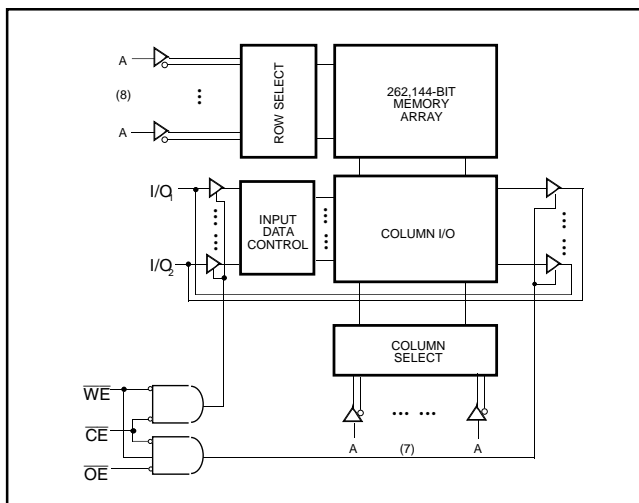 A
(8)
A
ROW SELECT
262,144-BIT
MEMORY
ARRAY
I/O1
I/O2
INPUT
DATA
CONTROL
COLUMN I/O
COLUMN
SELECT
WE
CE
OE
A
(7)
A